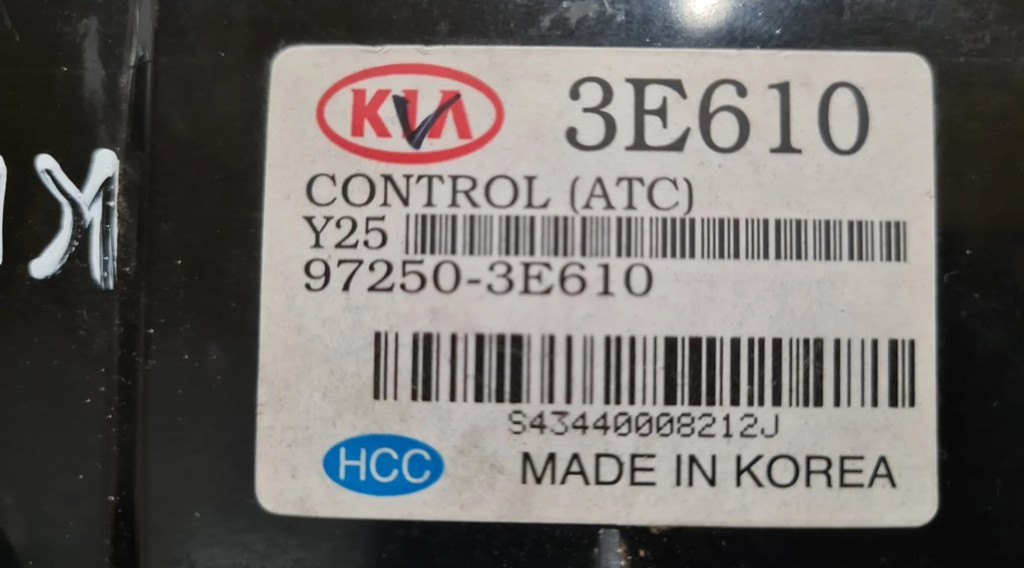 KIA 3E610
CONTROL (ATC)
Y25
97250-3E610
S43440008212J
HCC MADE IN KOREA